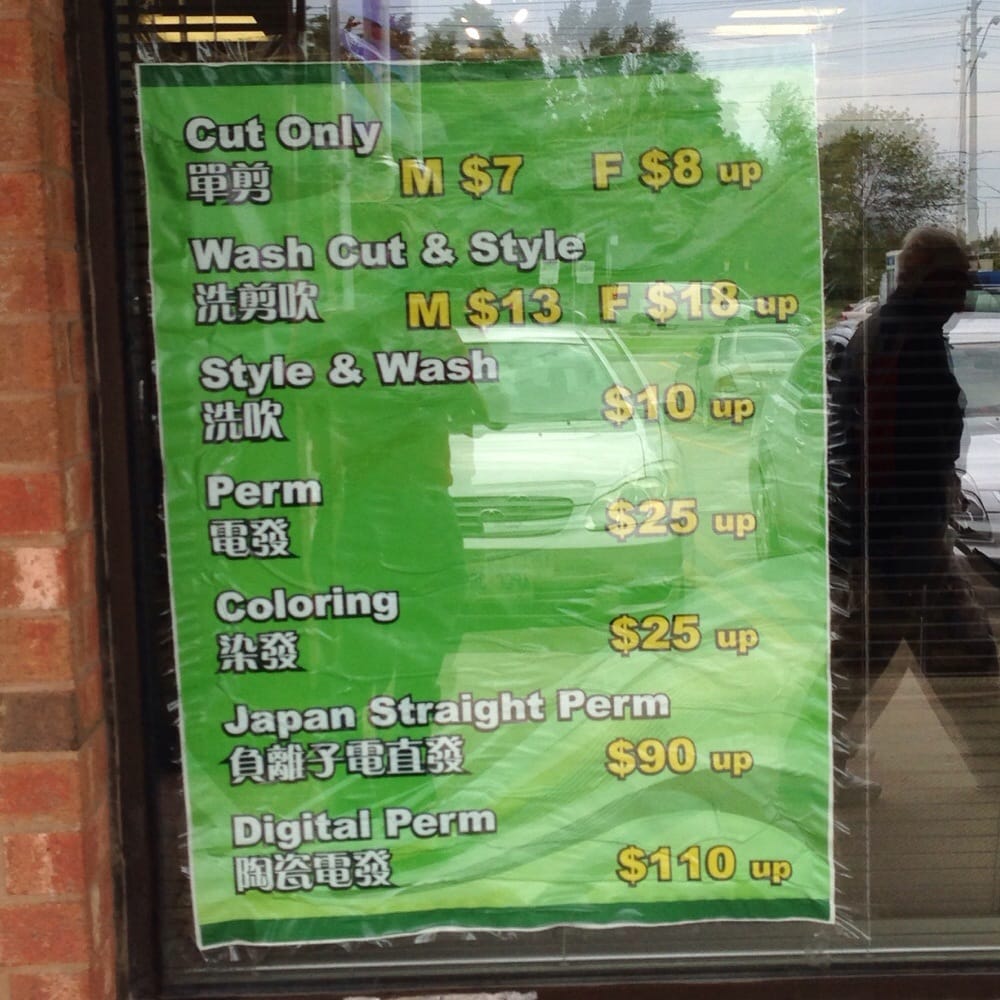 Cut Only
單剪 M $7 F $8 up
Wash Cut & Style
洗剪吹 M $13 F $18 up
Style & Wash
洗吹 $10 up
Perm
電發 $25 up
Coloring
染發 $25 up
Japan Straight Perm
負離子電直發 $90 up
Digital Perm
陶瓷電發 $110 up